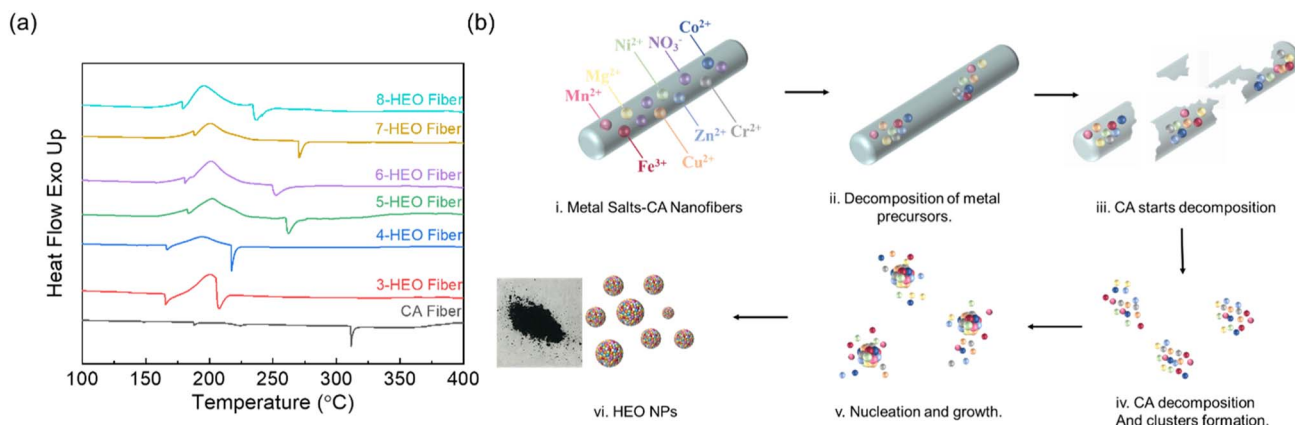 (a)
Heat Flow Exo Up
8-HEO Fiber
7-HEO Fiber
6-HEO Fiber
5-HEO Fiber
4-HEO Fiber
3-HEO Fiber
CA Fiber
100 150 200 250 300 350 400
Temperature (°C)
(b)
Co²⁺
Ni²⁺ NO₃⁻
Mg²⁺
Mn²⁺
Fe³⁺ Cu²⁺ Zn²⁺ Cr²⁺
i. Metal Salts-CA Nanofibers
ii. Decomposition of metal
precursors.
iii. CA starts decomposition
iv. CA decomposition
And clusters formation.
v. Nucleation and growth.
vi. HEO NPs